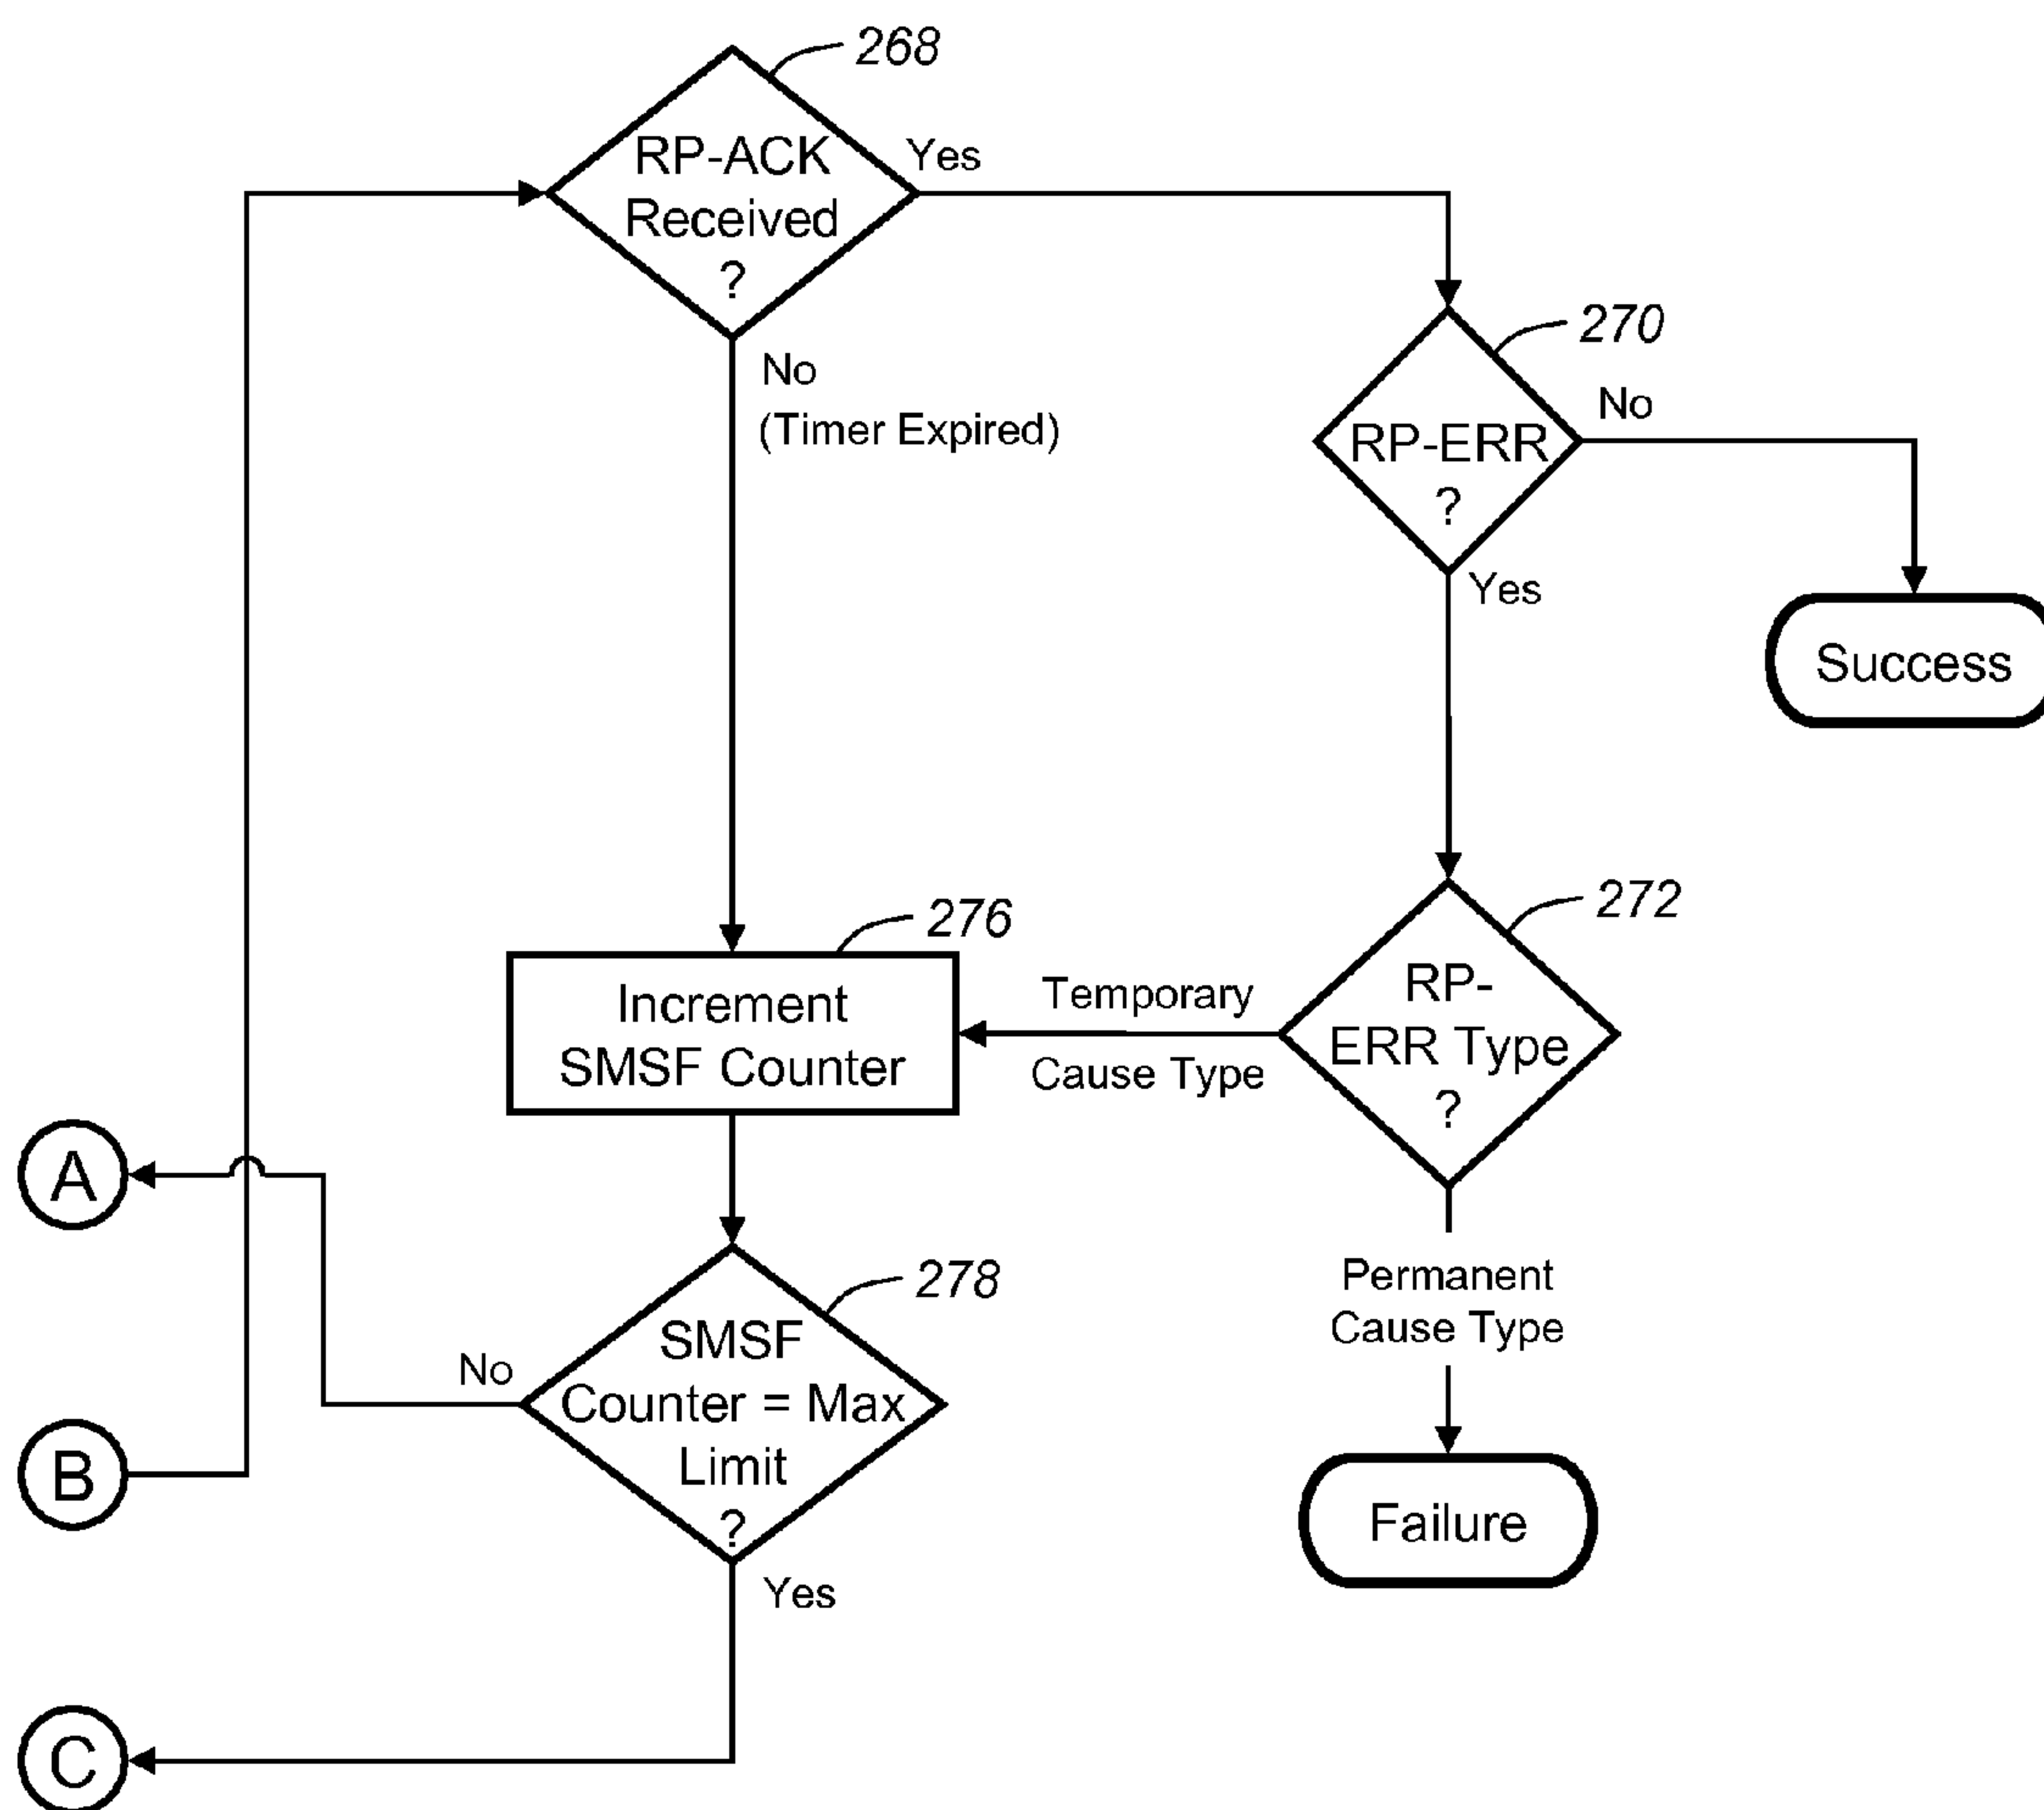 268
RP-ACK
Received
?
Yes
No
(Timer Expired)
270
RP-ERR
?
No
Yes
Success
276
Increment
SMSF Counter
Temporary
Cause Type
272
RP-
ERR Type
?
Permanent
Cause Type
Failure
A
278
SMSF
Counter = Max
Limit
?
No
Yes
B
C